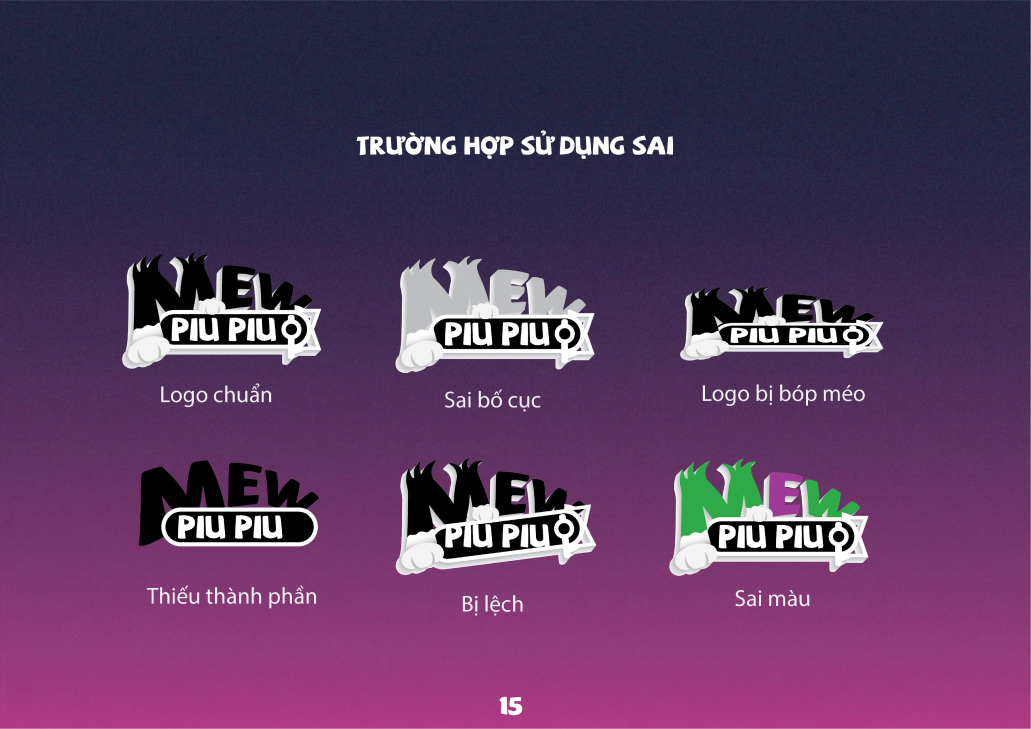 TRƯỜNG HỢP SỬ DỤNG SAI
MEW
PIU PIU
Logo chuẩn
MEW
PIU PIU
Sai bố cục
MEW
PIU PIU
Logo bị bóp méo
MEW
PIU PIU
Thiếu thành phần
MEW
PIU PIU
Bị lệch
MEW
PIU PIU
Sai màu
15